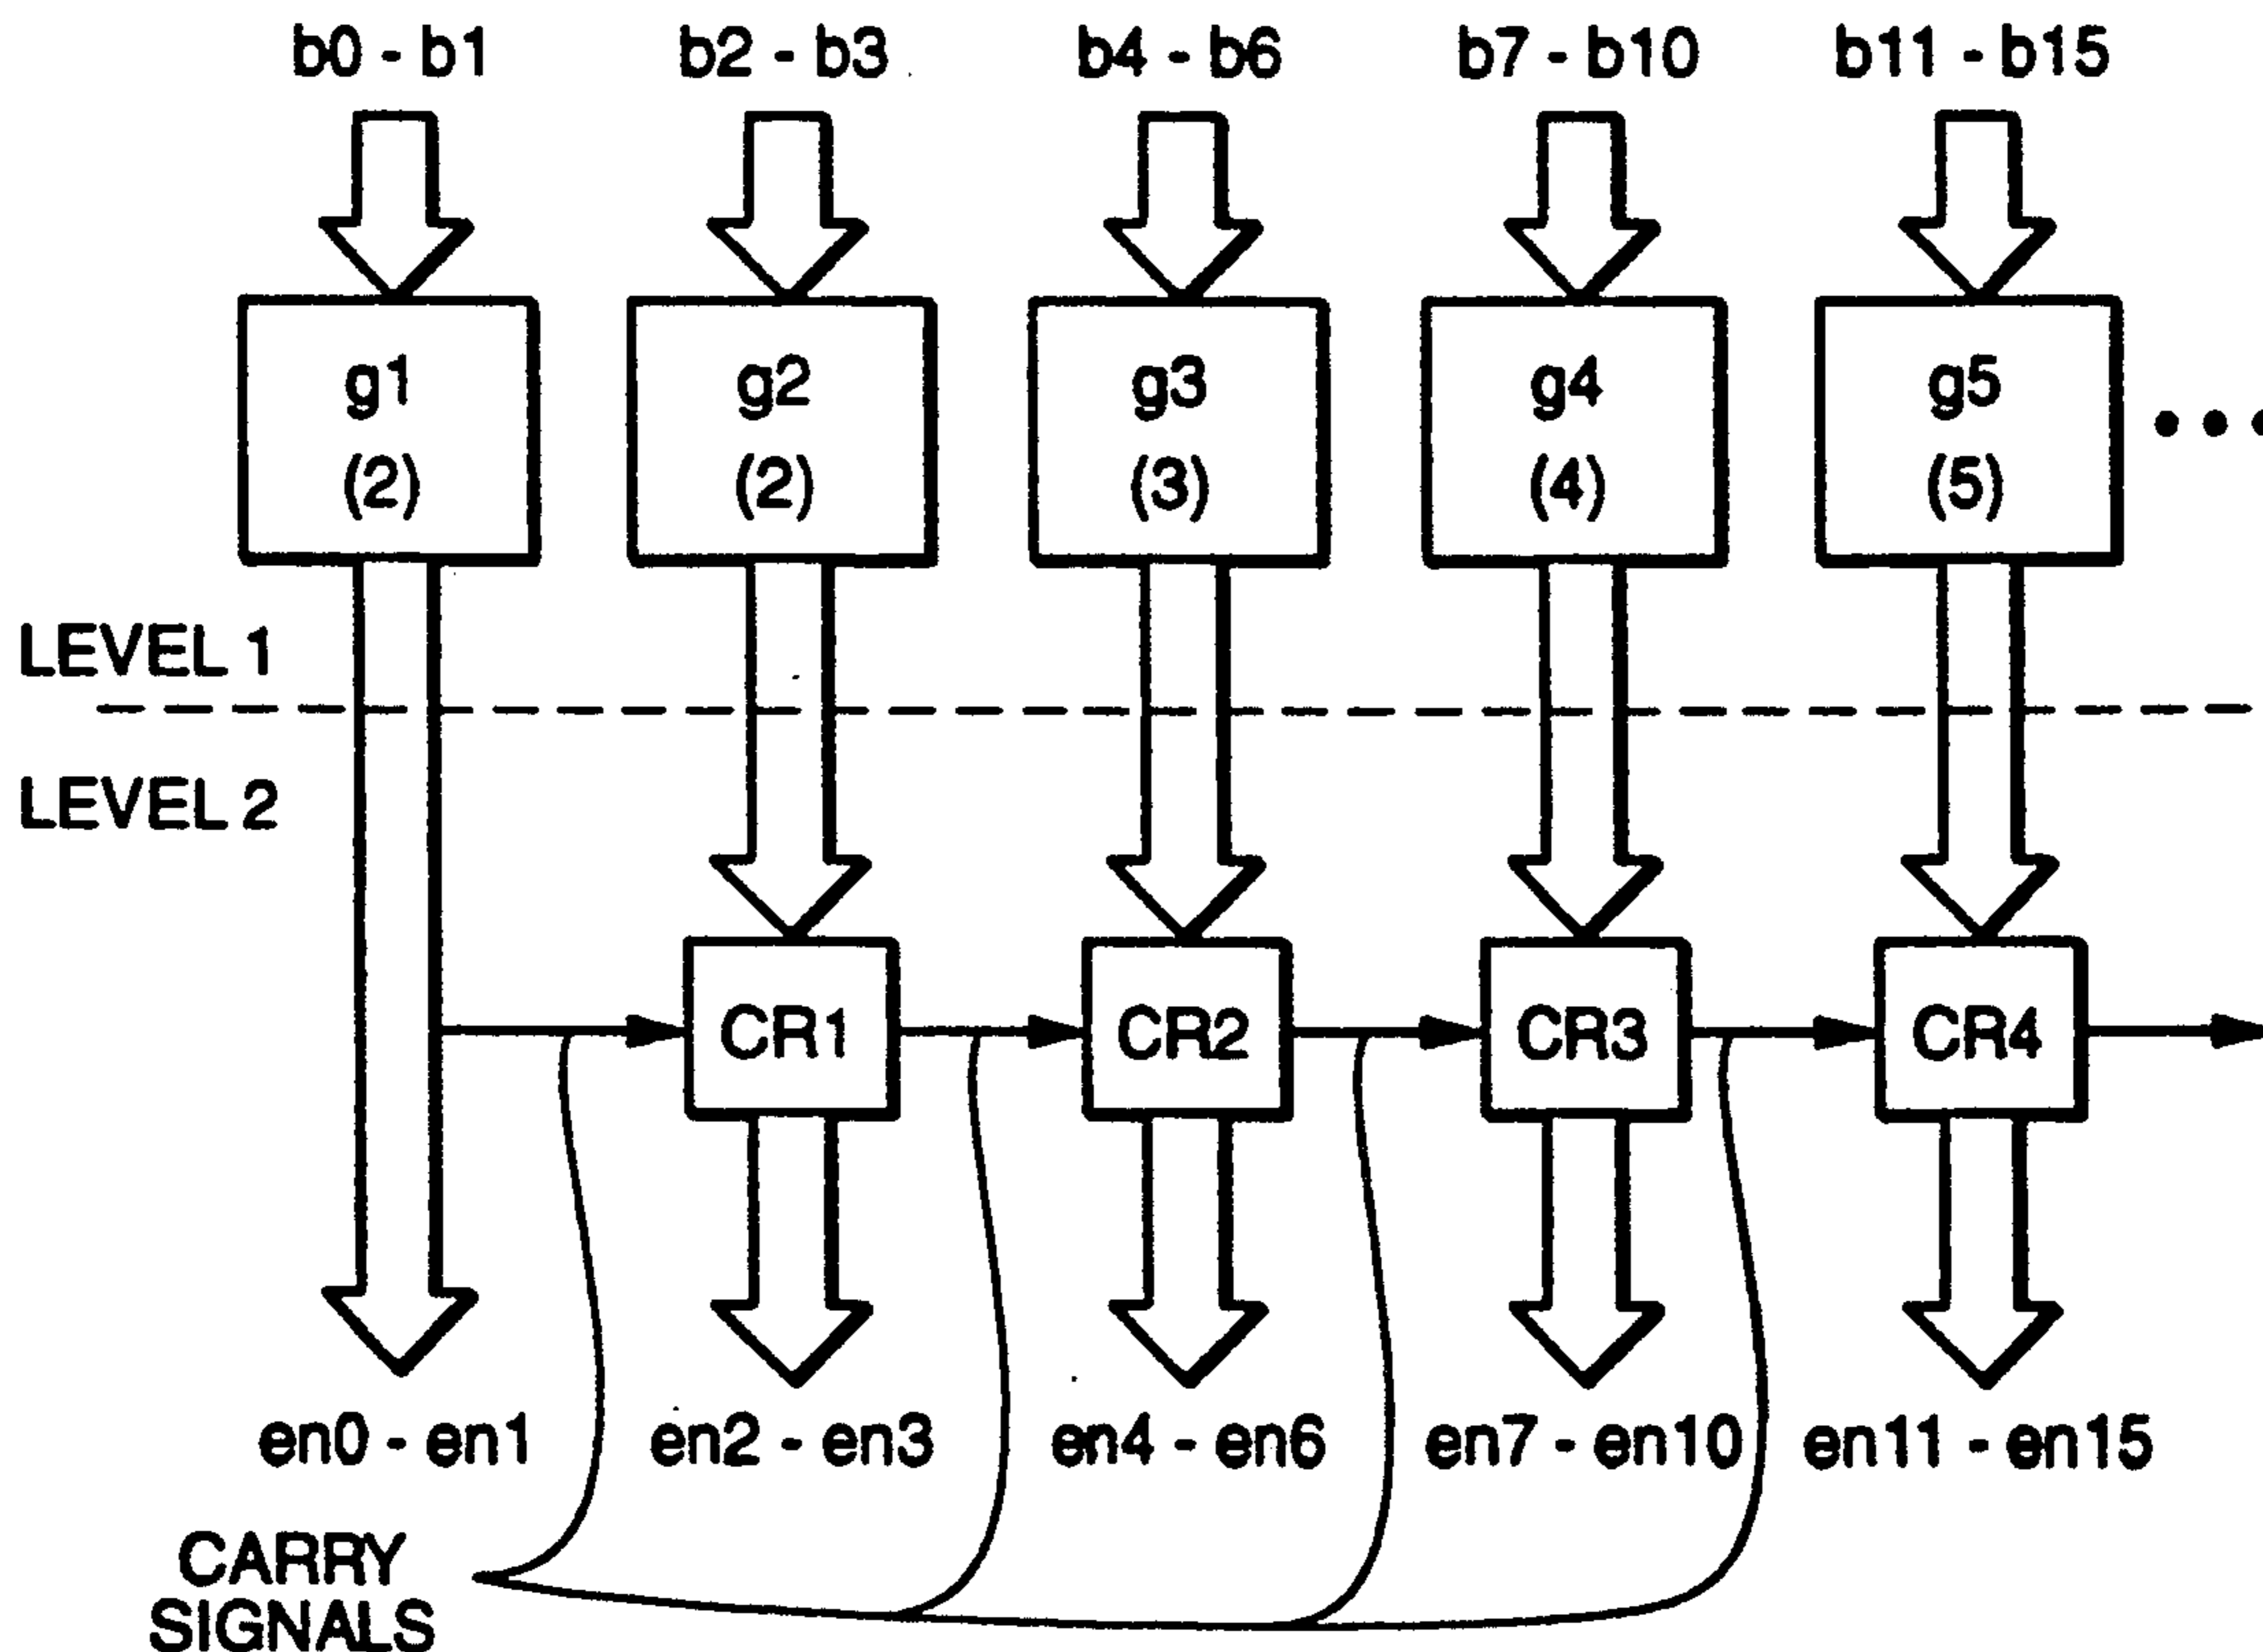 b0 - b1
b2 - b3
b4 - b6
b7 - b10
b11 - b15
g1
(2)
g2
(2)
g3
(3)
g4
(4)
g5
(5)
•••
LEVEL 1
LEVEL 2
CR1
CR2
CR3
CR4
en0 - en1
en2 - en3
en4 - en6
en7 - en10
en11 - en15
CARRY
SIGNALS